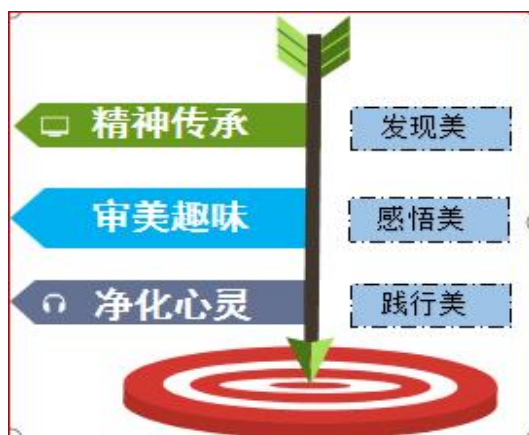 精神传承
发现美
审美趣味
感悟美
净化心灵
践行美